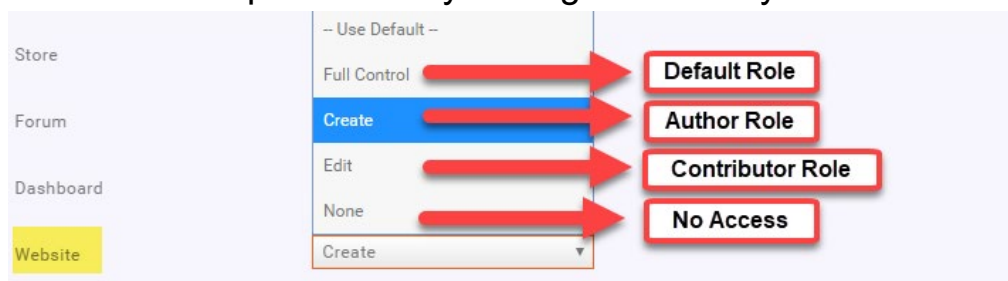 -- Use Default --
Store
Full Control
Default Role
Forum
Create
Author Role
Edit
Contributor Role
Dashboard
None
No Access
Website
Create